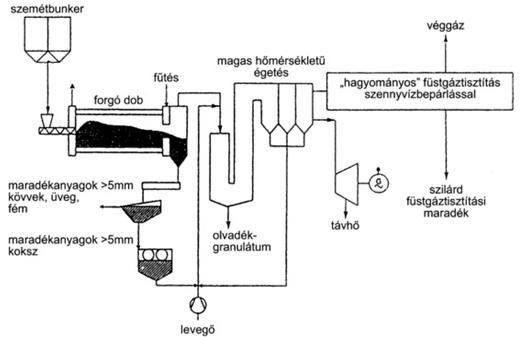 szemétbunker
fűtés
forgó dob
magas hőmérsékletű
égetés
véggáz
„hagyományos" füstgáztisztítás
szennyvízbepárlással
maradékanyagok >5mm
kövvek, üveg,
fém
maradékanyagok >5mm
koksz
olvadék-
granulátum
levegő
távhő
szilárd
füstgáztisztítási
maradék